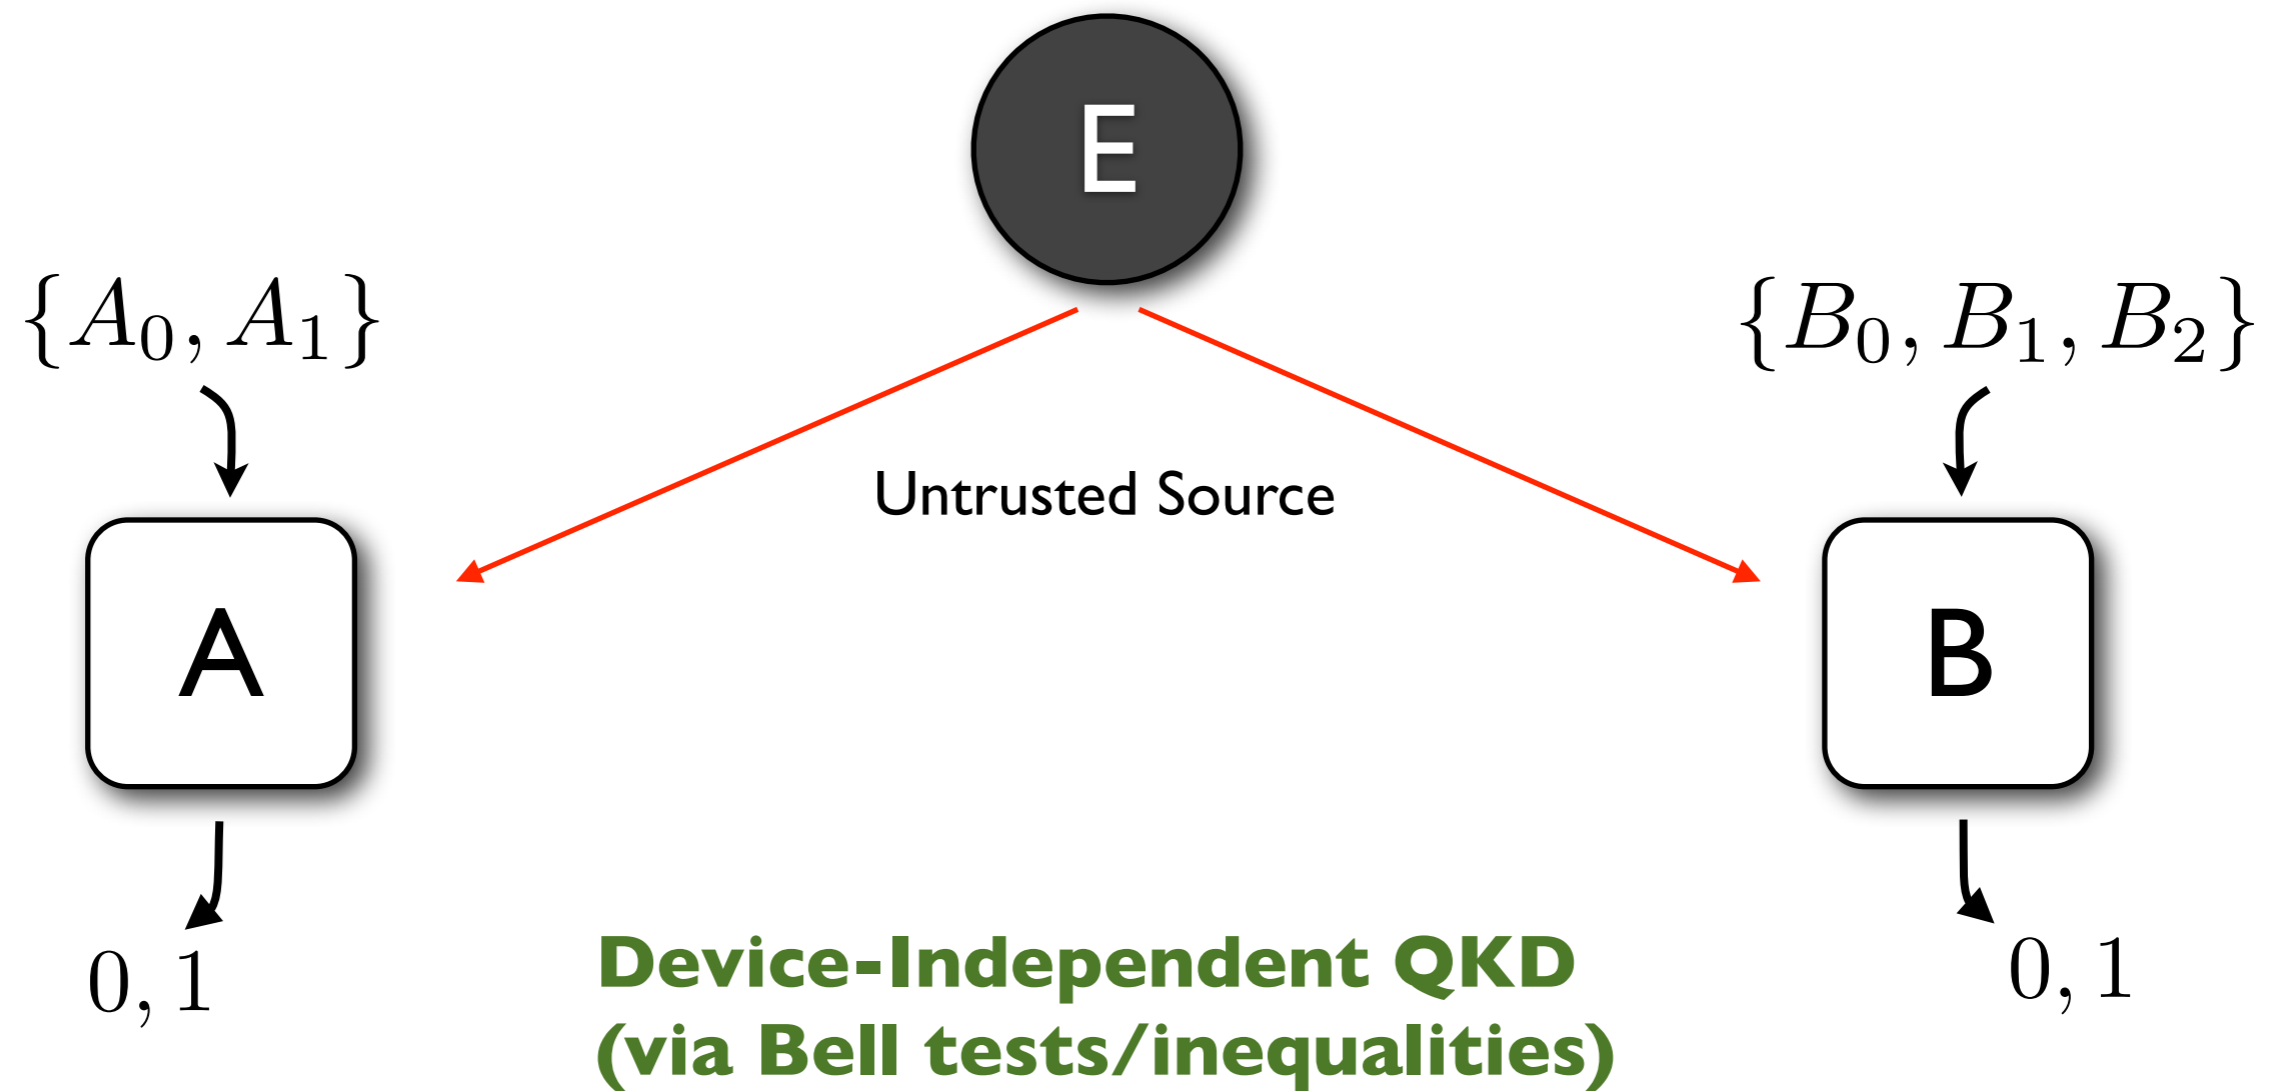 E
{A₀, A₁}
{B₀, B₁, B₂}
Untrusted Source
A
B
0, 1
0, 1
Device-Independent QKD
(via Bell tests/inequalities)